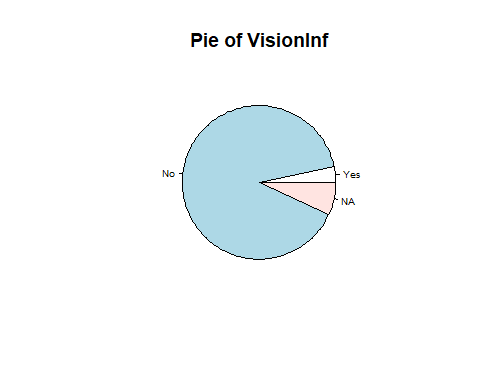 Pie of VisionInf
No
Yes
NA